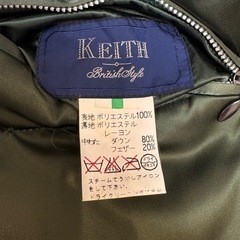 KEITH
British Style
表地 ポリエステル100%
裏地 ポリエステル
レーヨン
中わた ダウン 80%
フェザー 20%
スチームでうかしアイロン
をして下さい。